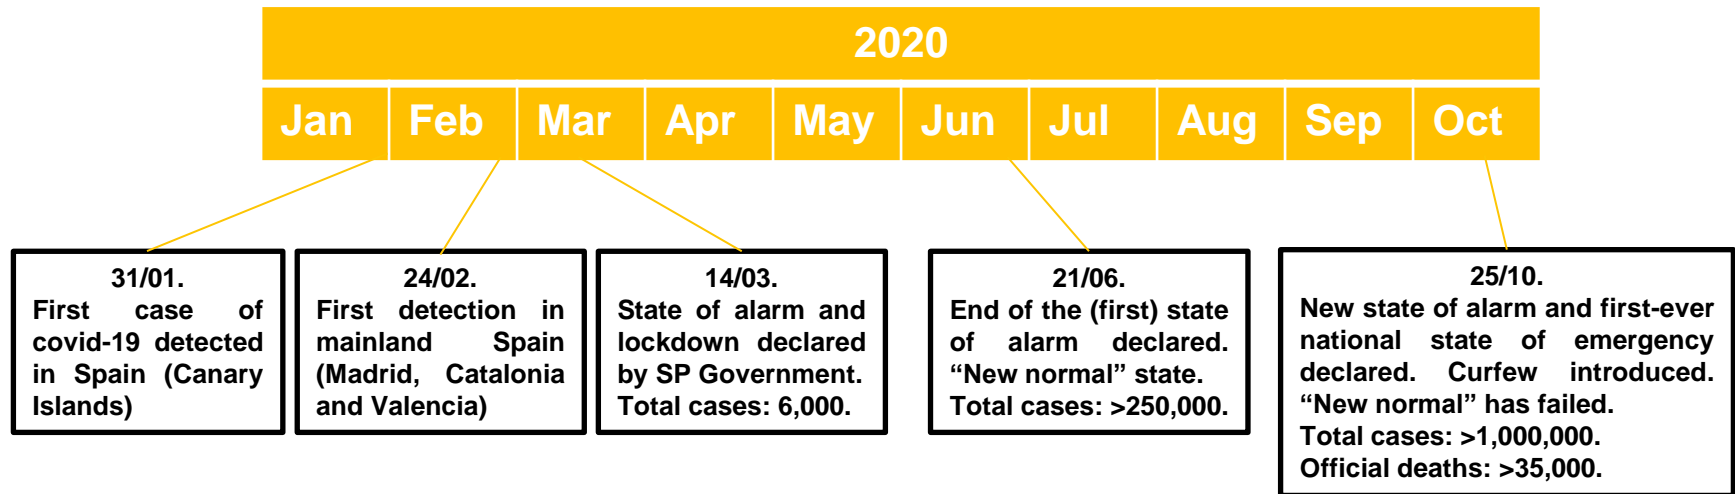 2020
Jan Feb Mar Apr May Jun Jul Aug Sep Oct
31/01.
First case of
covid-19 detected
in Spain (Canary
Islands)
24/02.
First detection in
mainland Spain
(Madrid, Catalonia
and Valencia)
14/03.
State of alarm and
lockdown declared
by SP Government.
Total cases: 6,000.
21/06.
End of the (first) state
of alarm declared.
“New normal” state.
Total cases: >250,000.
25/10.
New state of alarm and first-ever
national state of emergency
declared. Curfew introduced.
“New normal” has failed.
Total cases: >1,000,000.
Official deaths: >35,000.